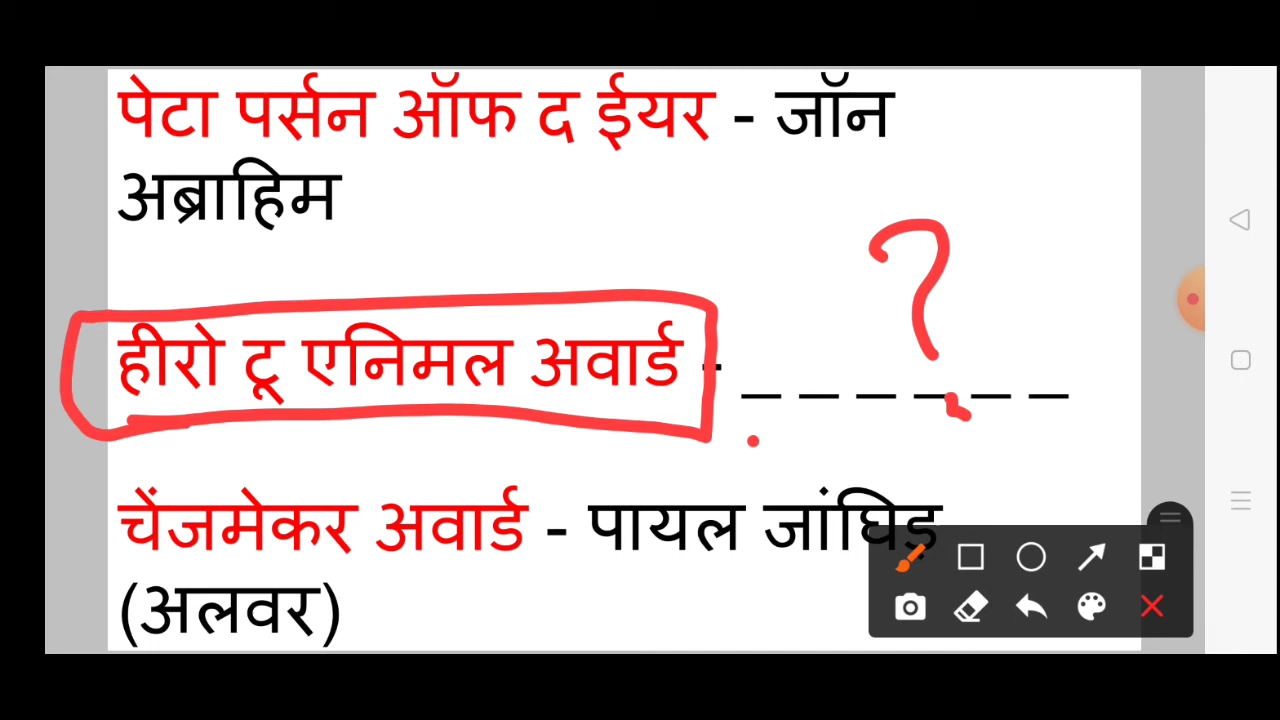 पेटा पर्सन ऑफ द ईयर - जॉन
अब्राहिम
?
हीरो टू एनिमल अवार्ड - _ _ _ _ _ _
चेंजमेकर अवार्ड - पायल जांघिड़
(अलवर)